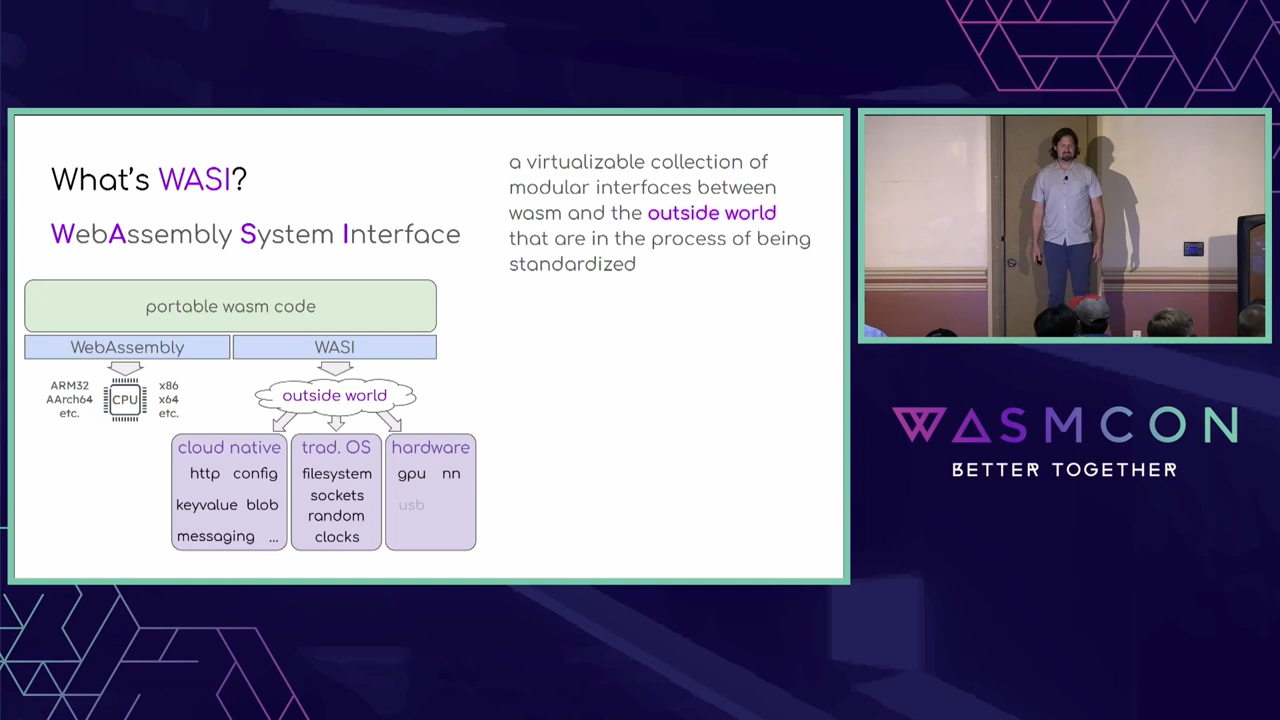 What's WASI?
WebAssembly System Interface
a virtualizable collection of
modular interfaces between
wasm and the outside world
that are in the process of being
standardized
portable wasm code
WebAssembly
WASI
ARM32
AArch64
etc.
CPU
x86
x64
etc.
outside world
cloud native
http config
keyvalue blob
messaging ...
trad. OS
filesystem
sockets
random
clocks
hardware
gpu nn
usb
WASMCON
BETTER TOGETHER